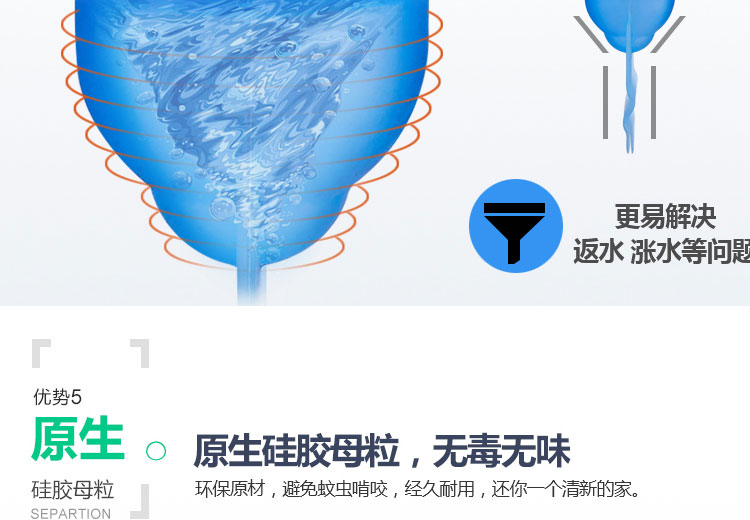 更易解决
返水 涨水等问题
优势5
原生
硅胶母粒
SEPARTION
原生硅胶母粒，无毒无味
环保原材，避免蚊虫啃咬，经久耐用，还你一个清新的家。